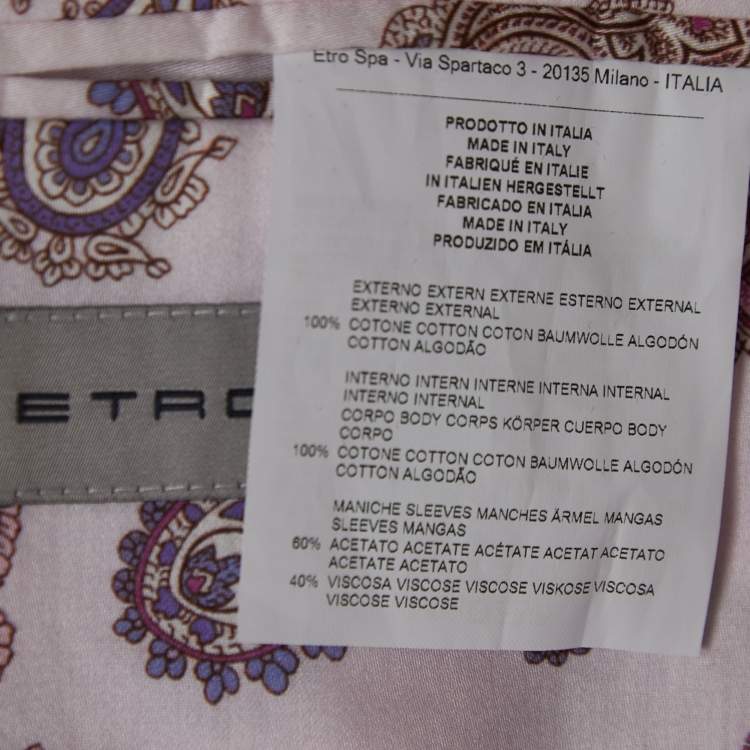 Etro Spa - Via Spartaco 3 - 20135 Milano - ITALIA
PRODOTTO IN ITALIA
MADE IN ITALY
FABRIQUÉ EN ITALIE
IN ITALIEN HERGESTELLT
FABRICADO EN ITALIA
MADE IN ITALY
PRODUZIDO EM ITÁLIA
EXTERNO EXTERN EXTERNE ESTERNO EXTERNAL
EXTERNO EXTERNAL
100% COTONE COTTON COTON BAUMWOLLE ALGODÓN
COTTON ALGODÃO
INTERNO INTERN INTERNE INTERNA INTERNAL
INTERNO INTERNAL
CORPO BODY CORPS KÖRPER CUERPO BODY
CORPO
100% COTONE COTTON COTON BAUMWOLLE ALGODÓN
COTTON ALGODÃO
MANICHE SLEEVES MANCHES ÄRMEL MANGAS
SLEEVES MANGAS
60% ACETATO ACETATE ACÉTATE ACETAT ACETATO
ACETATE ACETATO
40% VISCOSA VISCOSE VISCOSE VISKOSE VISCOSA
VISCOSE VISCOSE
ETRO